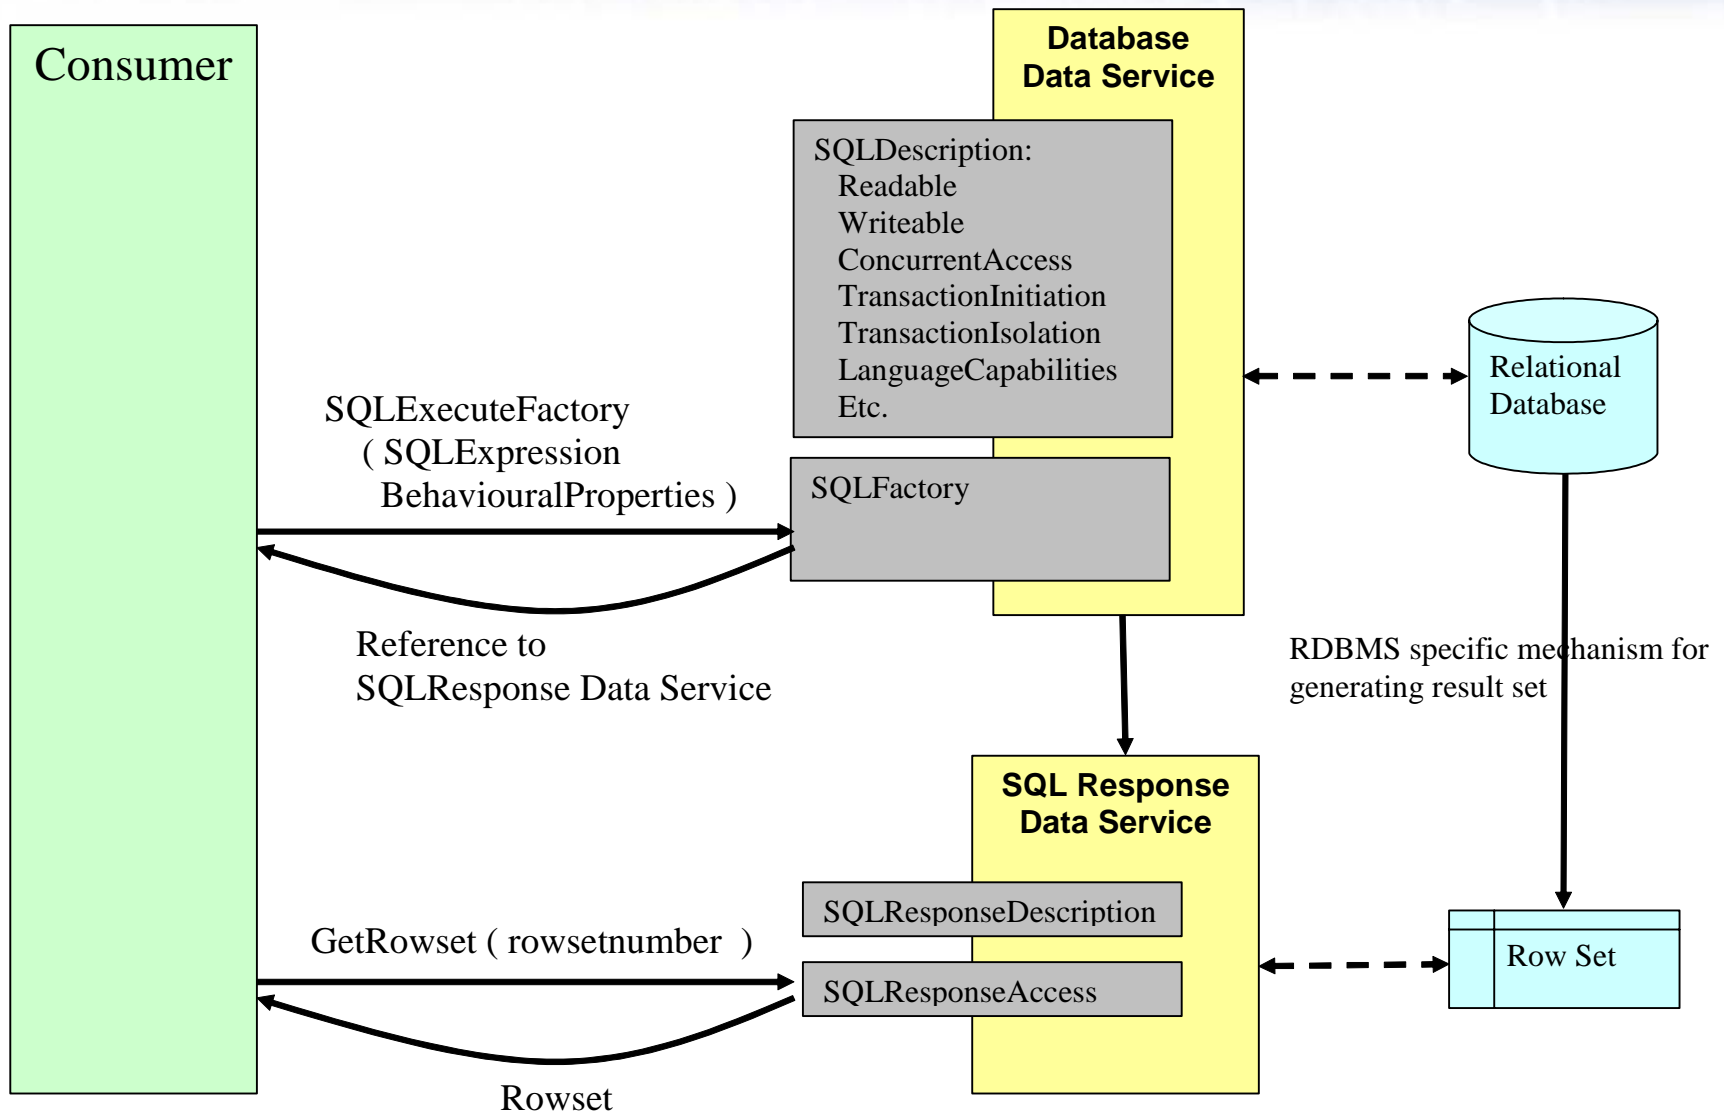 Consumer
Database
Data Service
SQLDescription:
Readable
Writeable
ConcurrentAccess
TransactionInitiation
TransactionIsolation
LanguageCapabilities
Etc.
Relational
Database
SQLExecuteFactory
( SQLExpression
BehaviouralProperties )
SQLFactory
Reference to
SQLResponse Data Service
RDBMS specific mechanism for
generating result set
SQL Response
Data Service
SQLResponseDescription
GetRowset ( rowsetnumber )
SQLResponseAccess
Row Set
Rowset